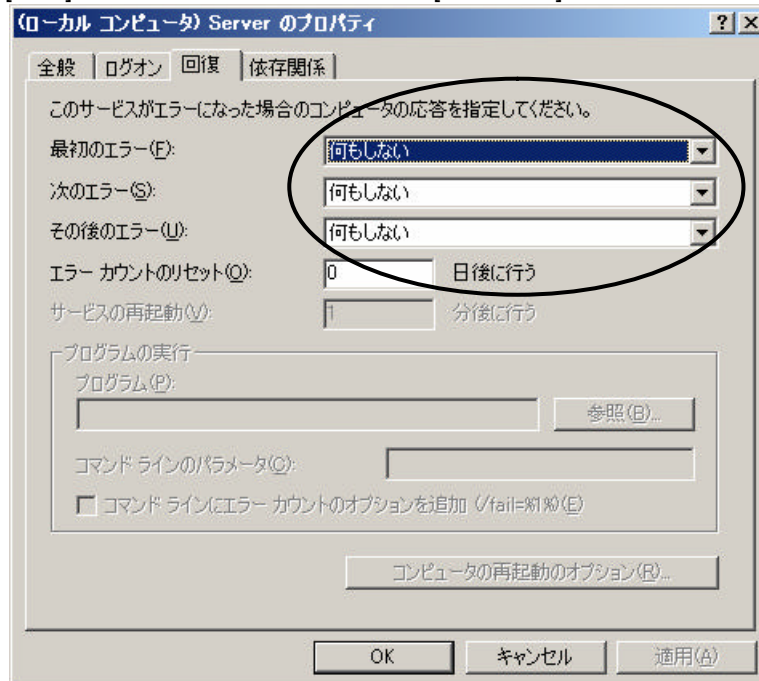 (ローカル コンピュータ) Server のプロパティ
全般 ログオン 回復 依存関係
このサービスがエラーになった場合のコンピュータの応答を指定してください。
最初のエラー(F): 何もしない
次のエラー(S): 何もしない
その後のエラー(U): 何もしない
エラー カウントのリセット(O): 0 日後に行う
サービスの再起動(V): 1 分後に行う
プログラムの実行
プログラム(P):
参照(B)...
コマンド ラインのパラメータ(C):
コマンド ラインにエラー カウントのオプションを追加 (/fail=%1%)(E)
コンピュータの再起動のオプション(R)...
OK キャンセル 適用(A)